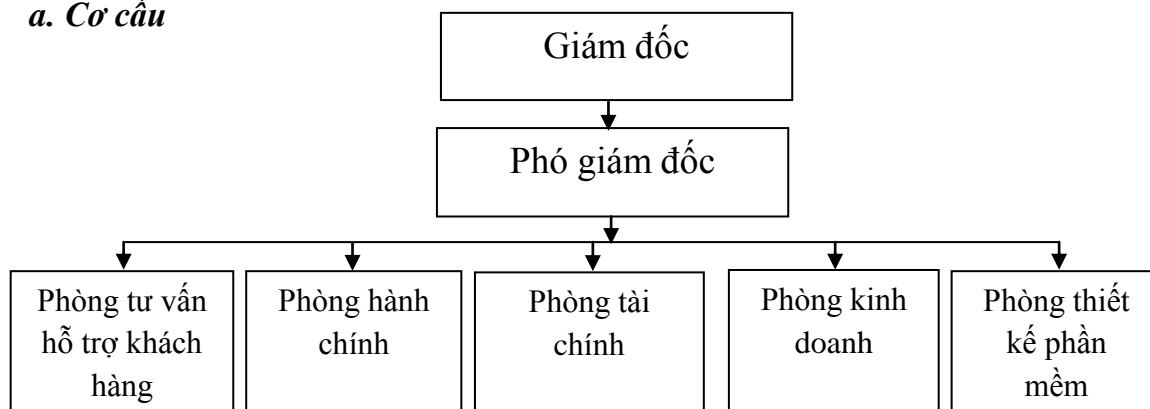 a. Cơ cấu
Giám đốc
Phó giám đốc
Phòng tư vấn
hỗ trợ khách
hàng
Phòng hành
chính
Phòng tài
chính
Phòng kinh
doanh
Phòng thiết
kế phần
mềm